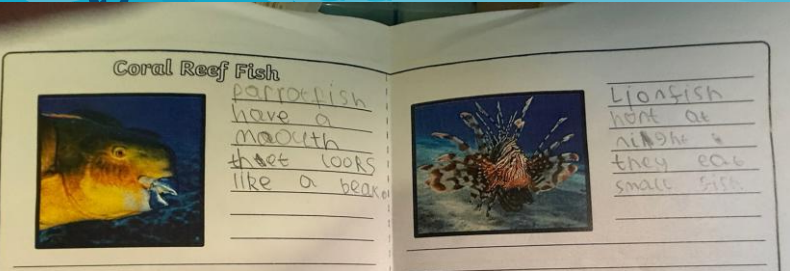 Coral Reef Fish
parrotfish
have a
maouth
thet looks
like a beak.
Lionfish
hont at
night
they eat
small fish